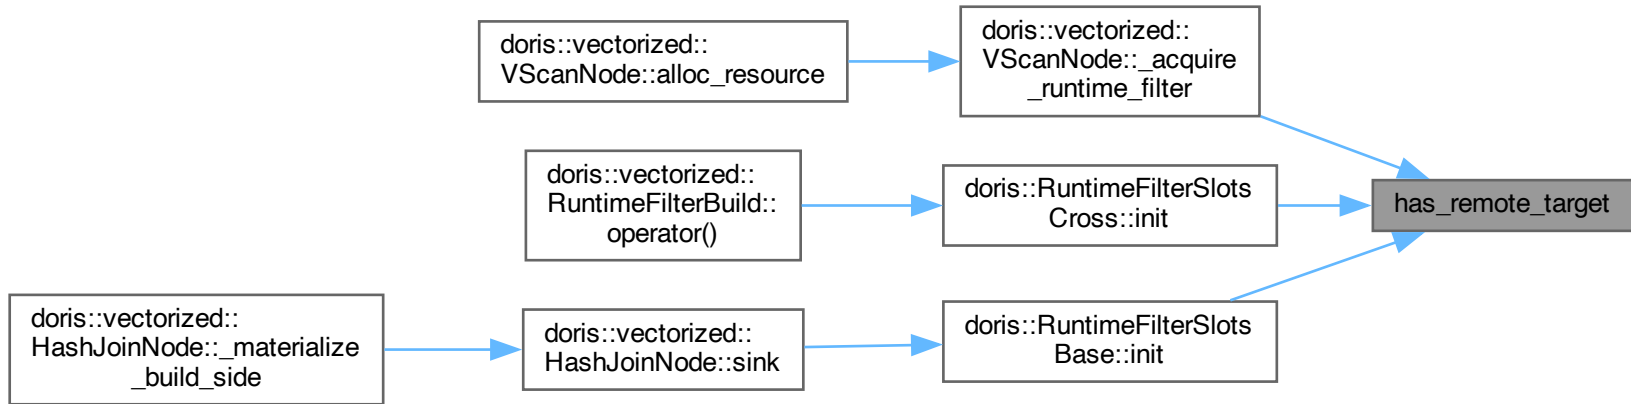 doris::vectorized::
VScanNode::alloc_resource
doris::vectorized::
VScanNode::_acquire
_runtime_filter
doris::vectorized::
RuntimeFilterBuild::
operator()
doris::RuntimeFilterSlots
Cross::init
has_remote_target
doris::vectorized::
HashJoinNode::_materialize
_build_side
doris::vectorized::
HashJoinNode::sink
doris::RuntimeFilterSlots
Base::init